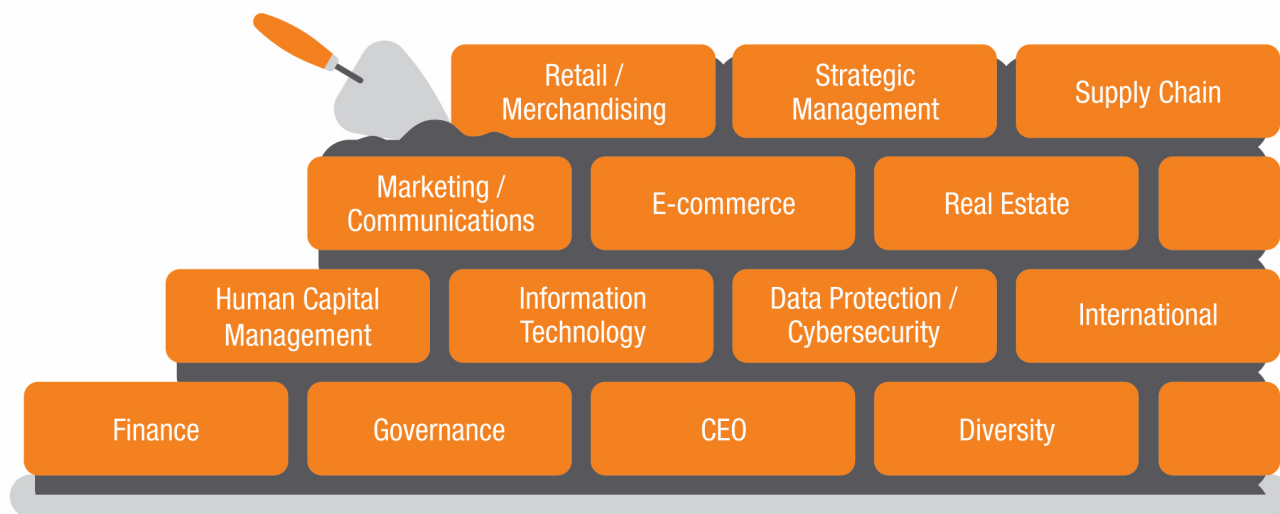 Retail /
Merchandising
Strategic
Management
Supply Chain
Marketing /
Communications
E-commerce
Real Estate
Human Capital
Management
Information
Technology
Data Protection /
Cybersecurity
International
Finance
Governance
CEO
Diversity